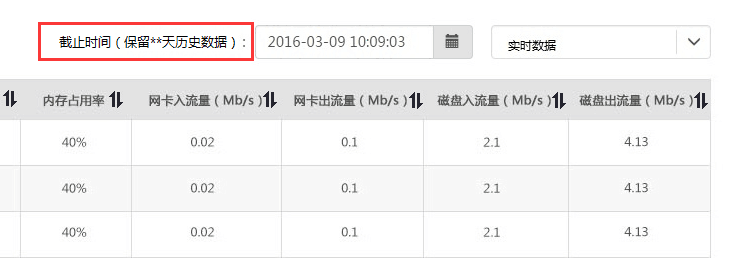 截止时间（保留**天历史数据）: 2016-03-09 10:09:03 实时数据
内存占用率 网卡入流量（Mb/s） 网卡出流量（Mb/s） 磁盘入流量（Mb/s） 磁盘出流量（Mb/s）
40% 0.02 0.1 2.1 4.13
40% 0.02 0.1 2.1 4.13
40% 0.02 0.1 2.1 4.13